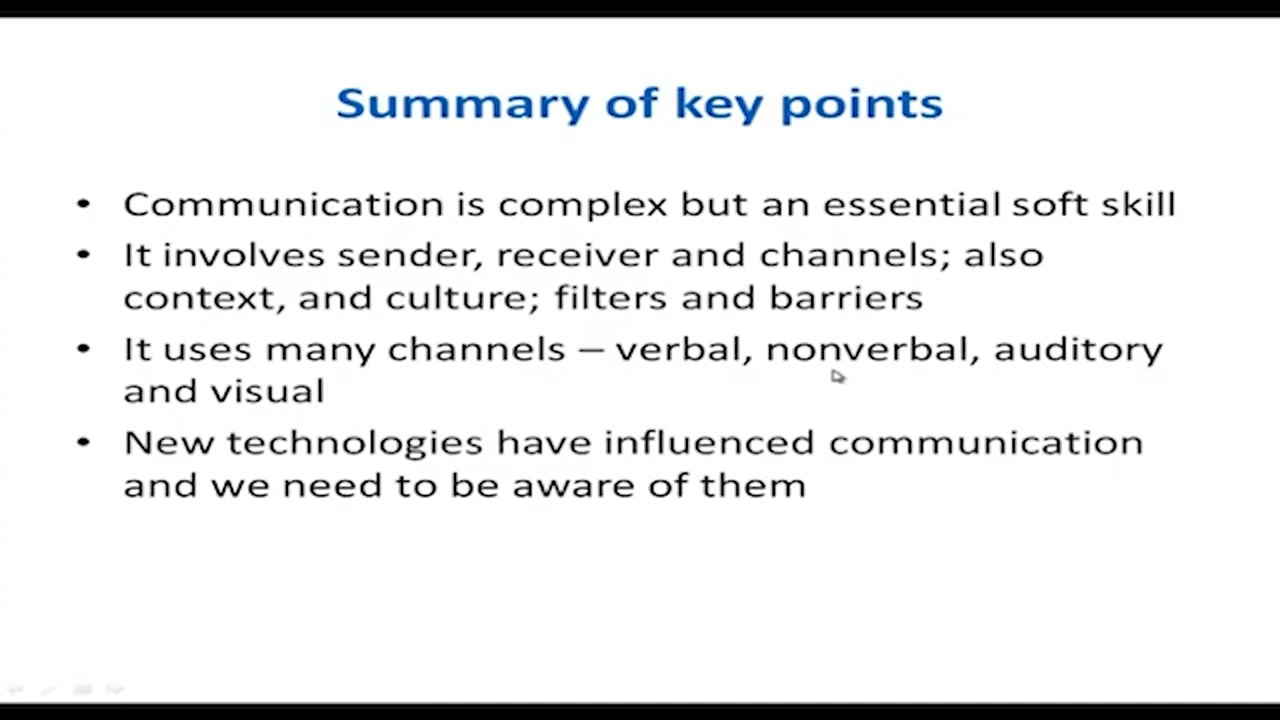 Summary of key points
• Communication is complex but an essential soft skill
• It involves sender, receiver and channels; also
context, and culture; filters and barriers
• It uses many channels – verbal, nonverbal, auditory
and visual
• New technologies have influenced communication
and we need to be aware of them